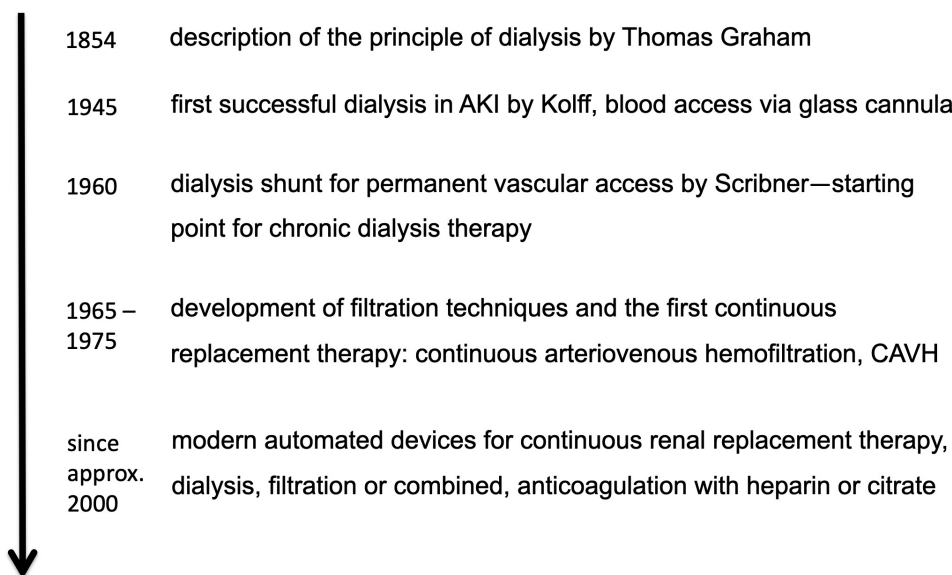 1854 description of the principle of dialysis by Thomas Graham
1945 first successful dialysis in AKI by Kolff, blood access via glass cannula
1960 dialysis shunt for permanent vascular access by Scribner—starting
point for chronic dialysis therapy
1965 – development of filtration techniques and the first continuous
1975 replacement therapy: continuous arteriovenous hemofiltration, CAVH
since modern automated devices for continuous renal replacement therapy,
approx. dialysis, filtration or combined, anticoagulation with heparin or citrate
2000